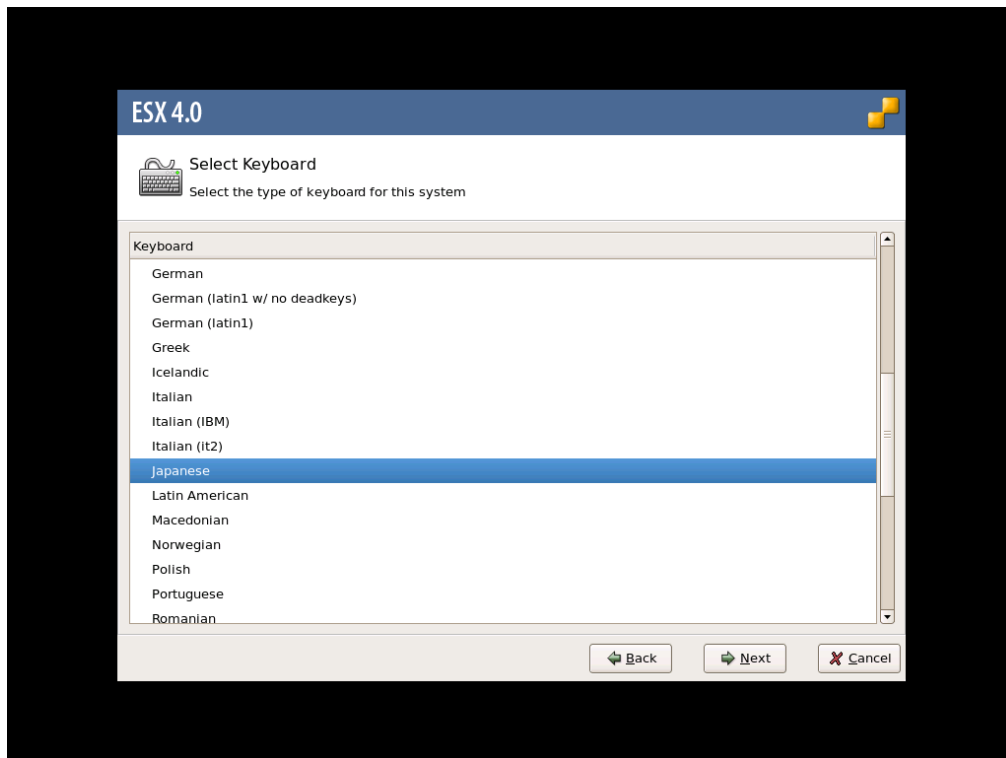 ESX 4.0
Select Keyboard
Select the type of keyboard for this system
Keyboard
German
German (latin1 w/ no deadkeys)
German (latin1)
Greek
Icelandic
Italian
Italian (IBM)
Italian (it2)
Japanese
Latin American
Macedonian
Norwegian
Polish
Portuguese
Romanian
Back Next Cancel